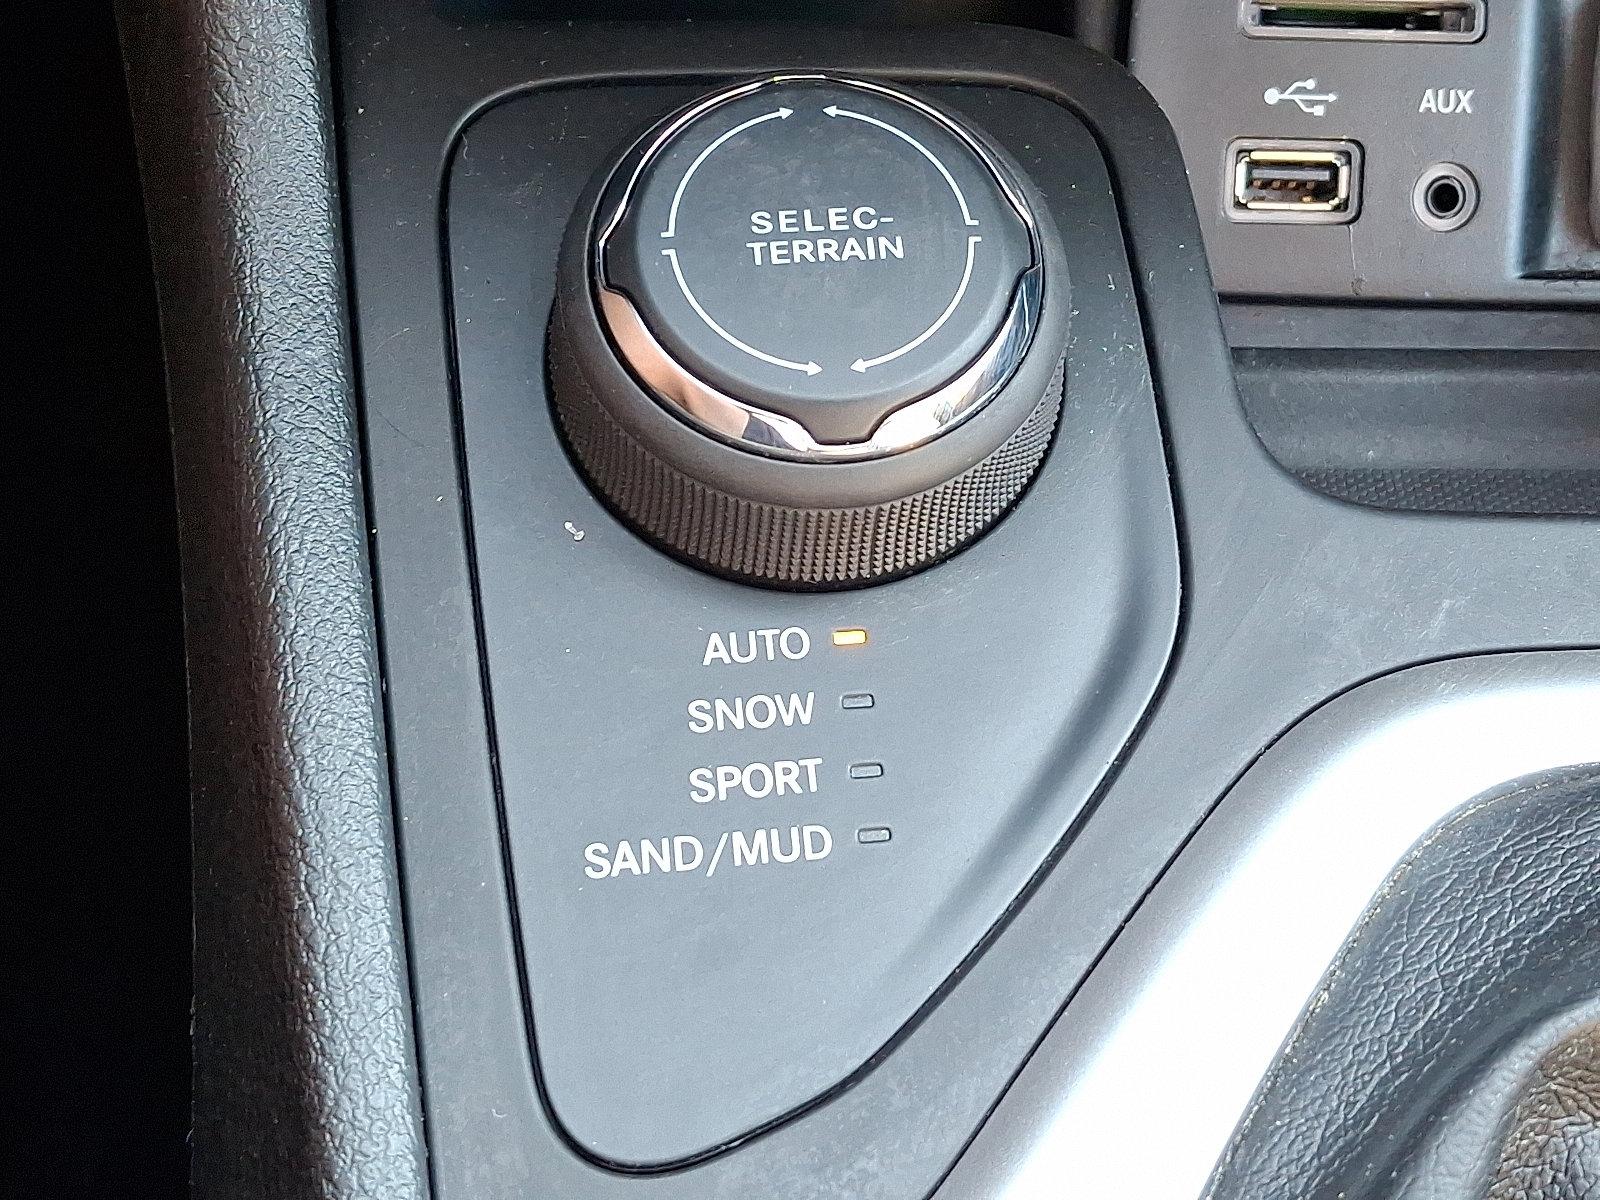 AUX
SELEC-
TERRAIN
AUTO
SNOW
SPORT
SAND/MUD